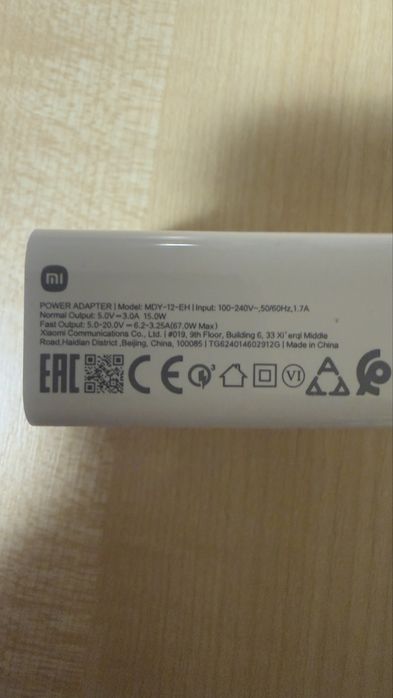 mi
POWER ADAPTER | Model: MDY-12-EH | Input: 100-240V~,50/60Hz,1.7A
Normal Output: 5.0V⎓3.0A 15.0W
Fast Output: 5.0-20.0V⎓6.2-3.25A(67.0W Max)
Xiaomi Communications Co., Ltd. | #019, 9th Floor, Building 6, 33 Xi'erqi Middle
Road,Haidian District ,Beijing, China, 100085 | TG624014602912G | Made in China
EAC CE 3 VI